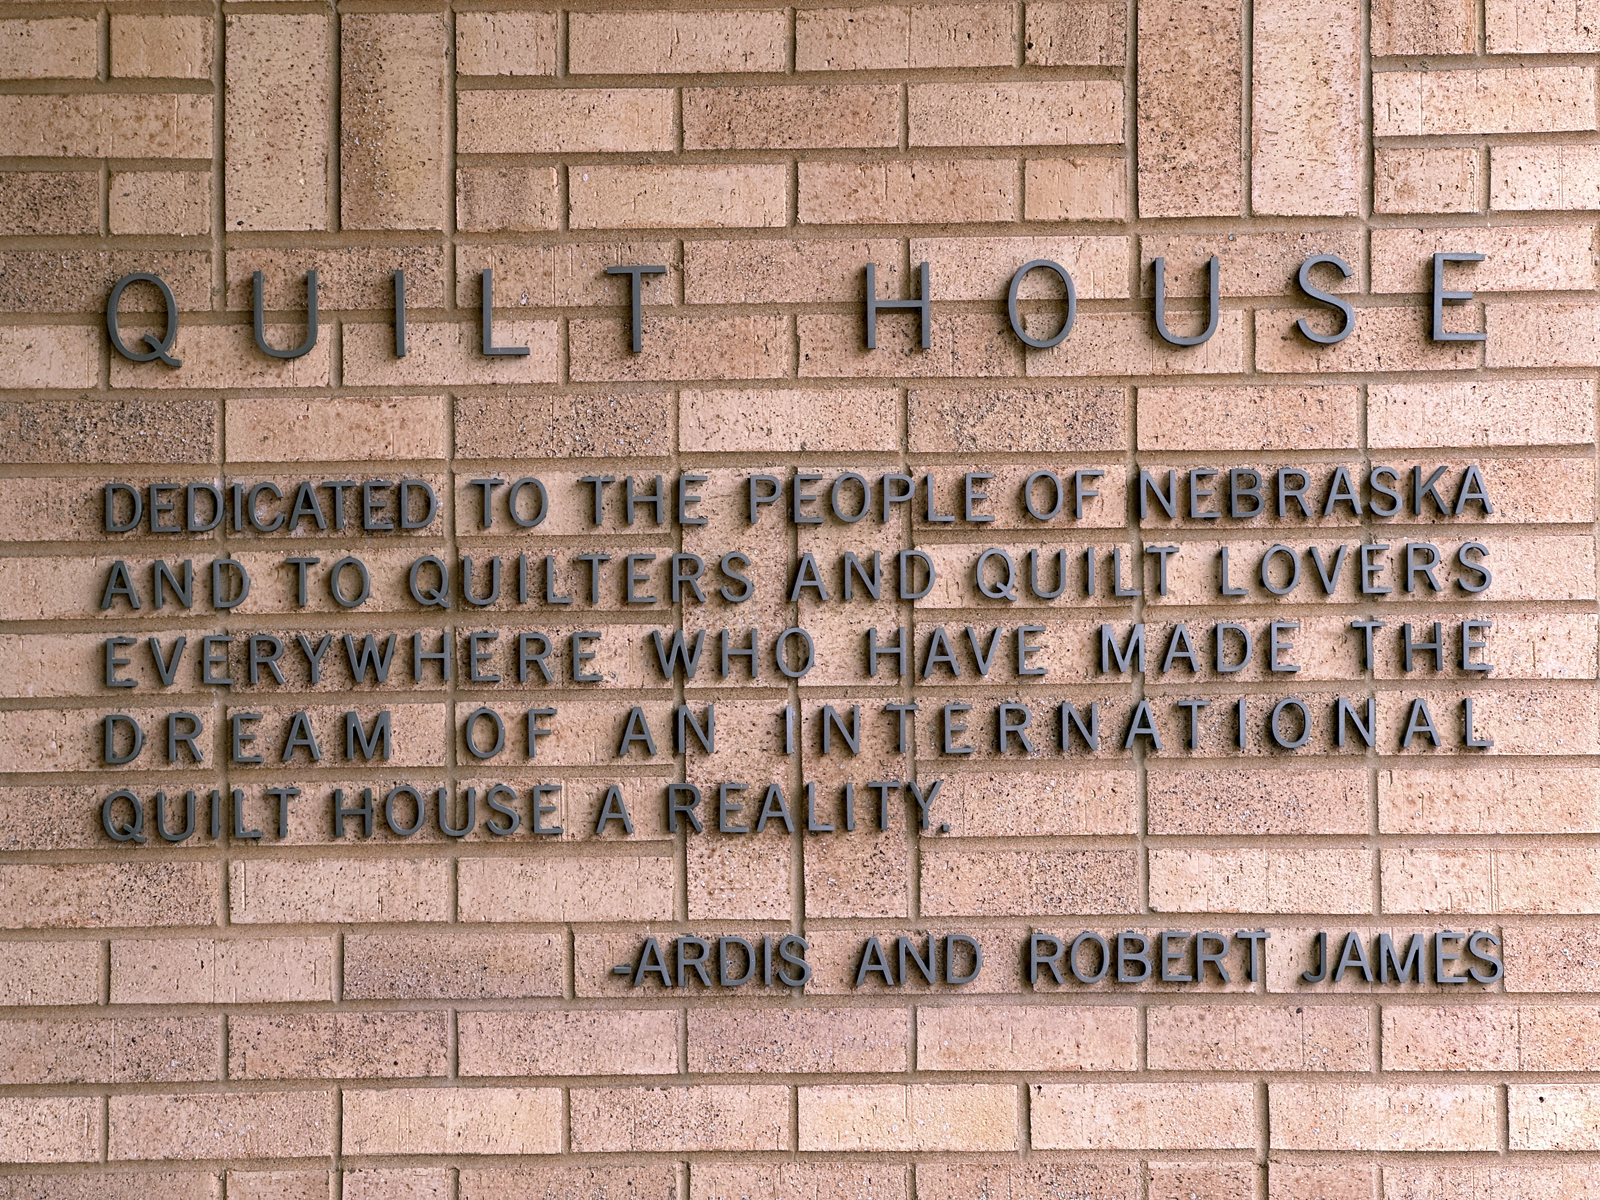 QUILT HOUSE
DEDICATED TO THE PEOPLE OF NEBRASKA
AND TO QUILTERS AND QUILT LOVERS
EVERYWHERE WHO HAVE MADE THE
DREAM OF AN INTERNATIONAL
QUILT HOUSE A REALITY.
-ARDIS AND ROBERT JAMES